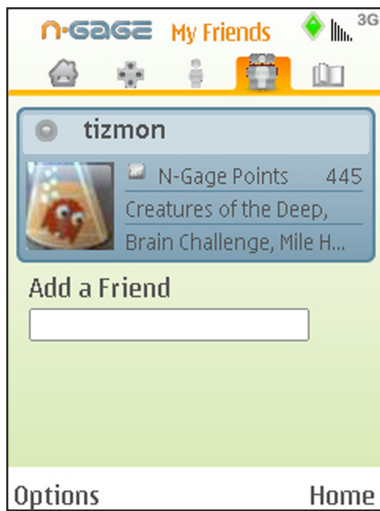 n-gage My Friends 3G
tizmon
N-Gage Points 445
Creatures of the Deep,
Brain Challenge, Mile H...
Add a Friend
Options Home